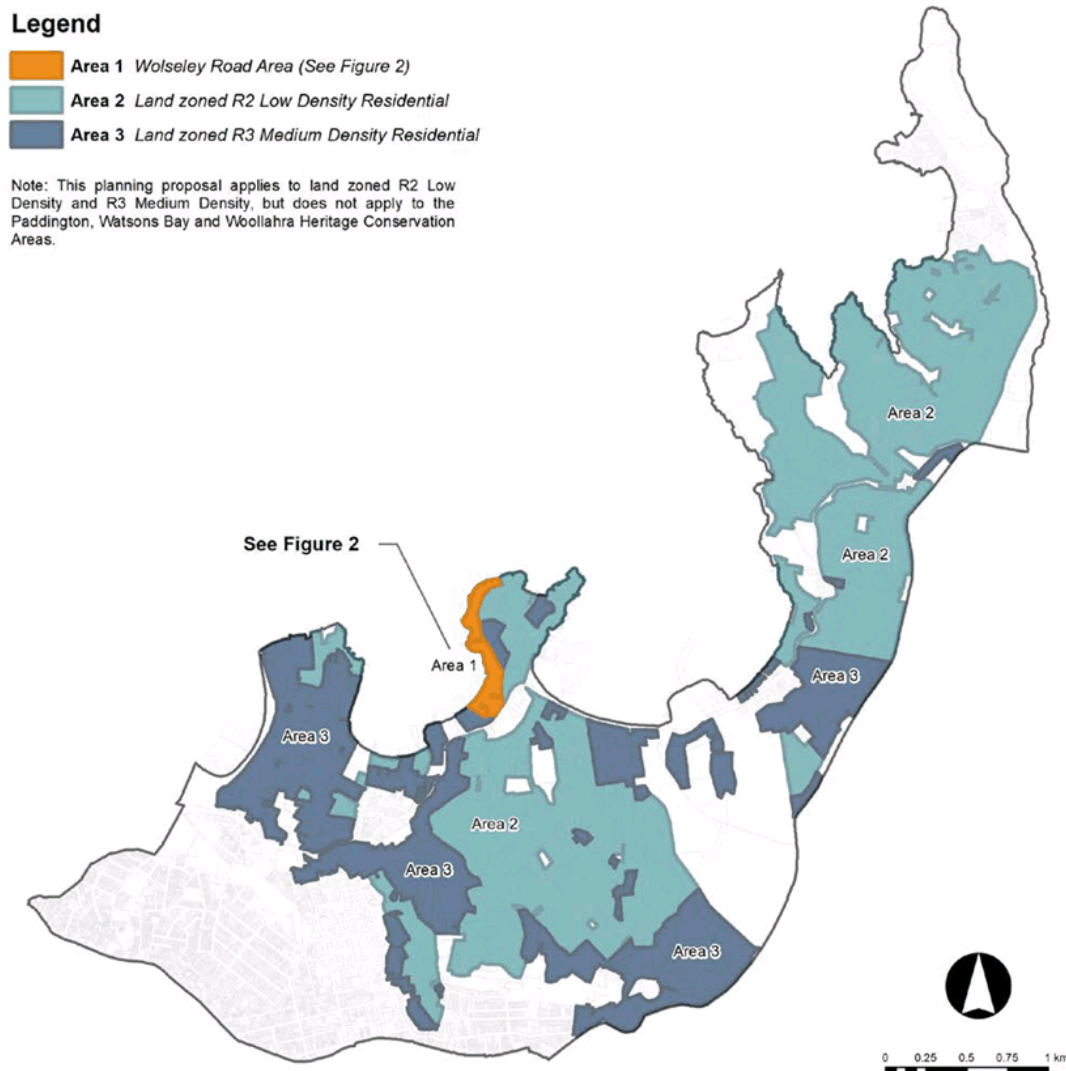 Legend
Area 1 Wolseley Road Area (See Figure 2)
Area 2 Land zoned R2 Low Density Residential
Area 3 Land zoned R3 Medium Density Residential
Note: This planning proposal applies to land zoned R2 Low
Density and R3 Medium Density, but does not apply to the
Paddington, Watsons Bay and Woollahra Heritage Conservation
Areas.
Area 2
See Figure 2
Area 2
Area 1
Area 3
Area 3
Area 2
Area 3
Area 3
0 0.25 0.5 0.75 1 km